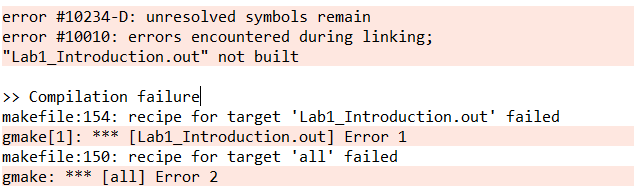 error #10234-D: unresolved symbols remain
error #10010: errors encountered during linking;
"Lab1_Introduction.out" not built
>> Compilation failure
makefile:154: recipe for target 'Lab1_Introduction.out' failed
gmake[1]: *** [Lab1_Introduction.out] Error 1
makefile:150: recipe for target 'all' failed
gmake: *** [all] Error 2